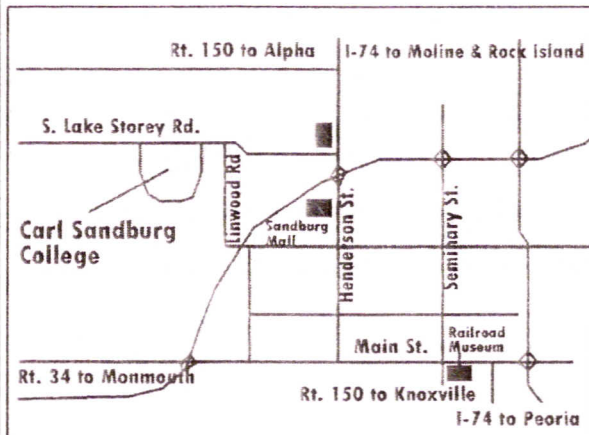 Rt. 150 to Alpha
I-74 to Moline & Rock Island
S. Lake Storey Rd.
Linwood Rd
Carl Sandburg
College
Sandburg
Mall
Henderson St.
Seminary St.
Main St.
Railroad
Museum
Rt. 34 to Monmouth
Rt. 150 to Knoxville
I-74 to Peoria